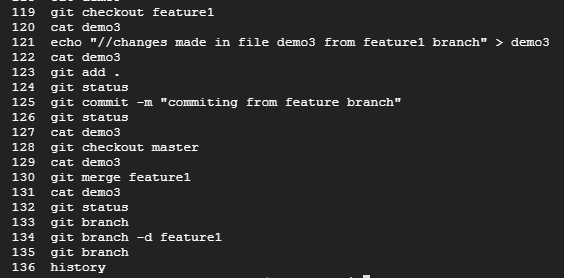 119 git checkout feature1
120 cat demo3
121 echo "//changes made in file demo3 from feature1 branch" > demo3
122 cat demo3
123 git add .
124 git status
125 git commit -m "commiting from feature branch"
126 git status
127 cat demo3
128 git checkout master
129 cat demo3
130 git merge feature1
131 cat demo3
132 git status
133 git branch
134 git branch -d feature1
135 git branch
136 history